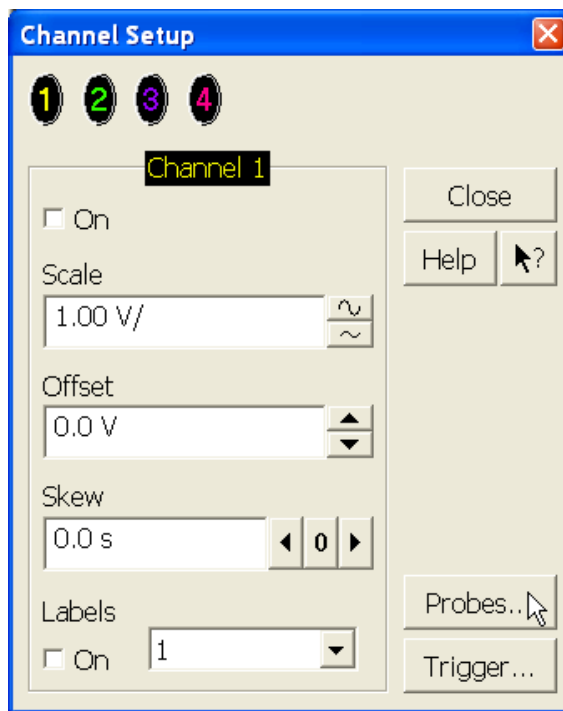 Channel Setup
1 2 3 4
Channel 1
On
Close
Help ?
Scale
1.00 V/
Offset
0.0 V
Skew
0.0 s
0
Labels
On
1
Probes...
Trigger...